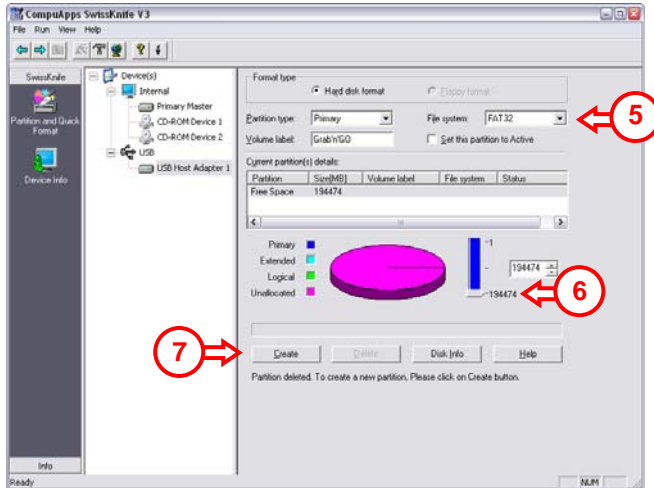 CompuApps SwissKnife V3
File Run View Help
SwissKnife
Partition and Quick
Format
Device Info
Info
Device(s)
Internal
Primary Master
CD-ROM Device 1
CD-ROM Device 2
USB
USB Host Adapter 1
Format type
Hard disk format
Floppy format
Partition type: Primary
File system: FAT32
5
Volume label: Grab'n'GO
Set this partition to Active
Current partition(s) details:
Partition Size[MB] Volume label File system Status
Free Space 194474
Primary
Extended
Logical
Unallocated
-1
-
194474
-194474
6
7
Create Delete Disk Info Help
Partition deleted. To create a new partition, Please click on Create button.
Ready
NUM